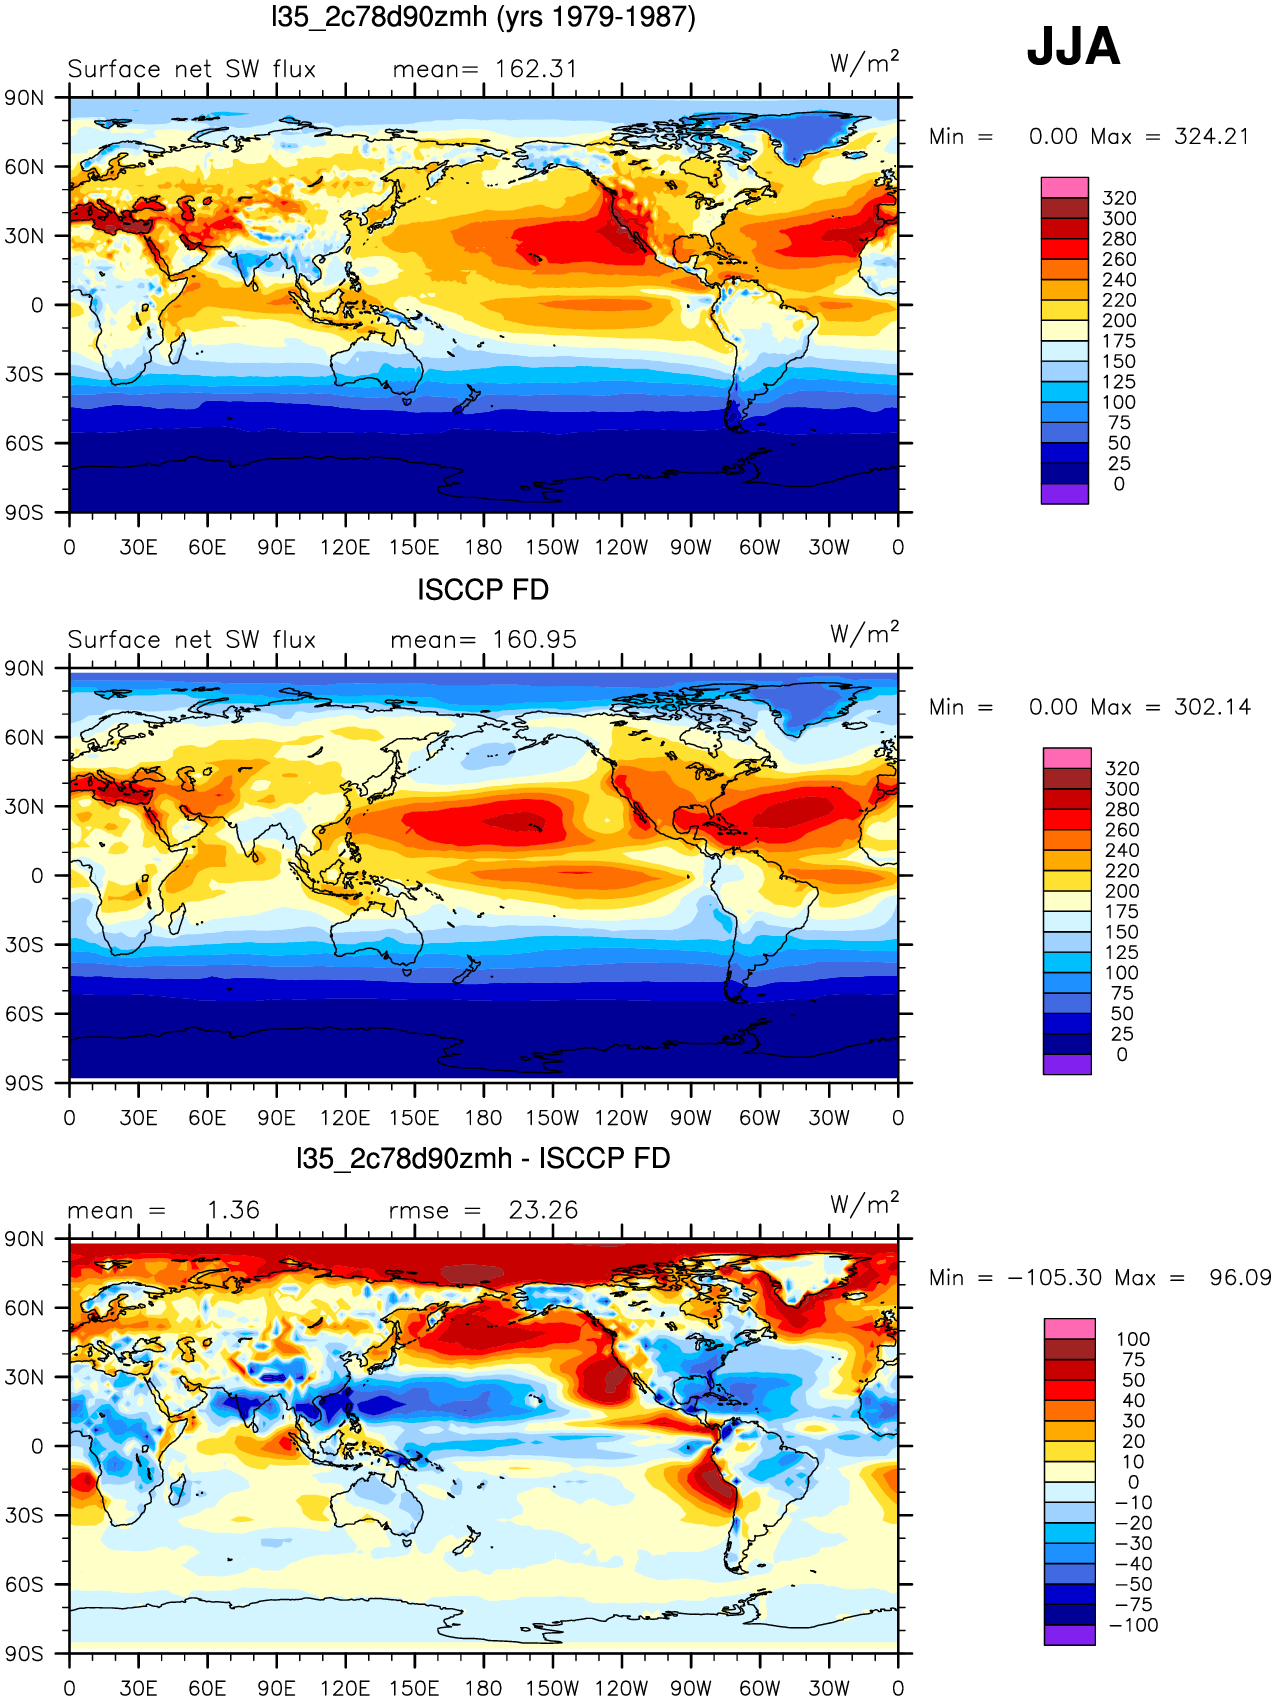 l35_2c78d90zmh (yrs 1979-1987)
JJA
Surface net SW flux mean= 162.31 W/m²
Min = 0.00 Max = 324.21
90N
60N
30N
0
30S
60S
90S
0 30E 60E 90E 120E 150E 180 150W 120W 90W 60W 30W 0
320
300
280
260
240
220
200
175
150
125
100
75
50
25
0
ISCCP FD
Surface net SW flux mean= 160.95 W/m²
Min = 0.00 Max = 302.14
90N
60N
30N
0
30S
60S
90S
0 30E 60E 90E 120E 150E 180 150W 120W 90W 60W 30W 0
320
300
280
260
240
220
200
175
150
125
100
75
50
25
0
l35_2c78d90zmh - ISCCP FD
mean = 1.36 rmse = 23.26 W/m²
Min = −105.30 Max = 96.09
90N
60N
30N
0
30S
60S
90S
0 30E 60E 90E 120E 150E 180 150W 120W 90W 60W 30W 0
100
75
50
40
30
20
10
0
−10
−20
−30
−40
−50
−75
−100